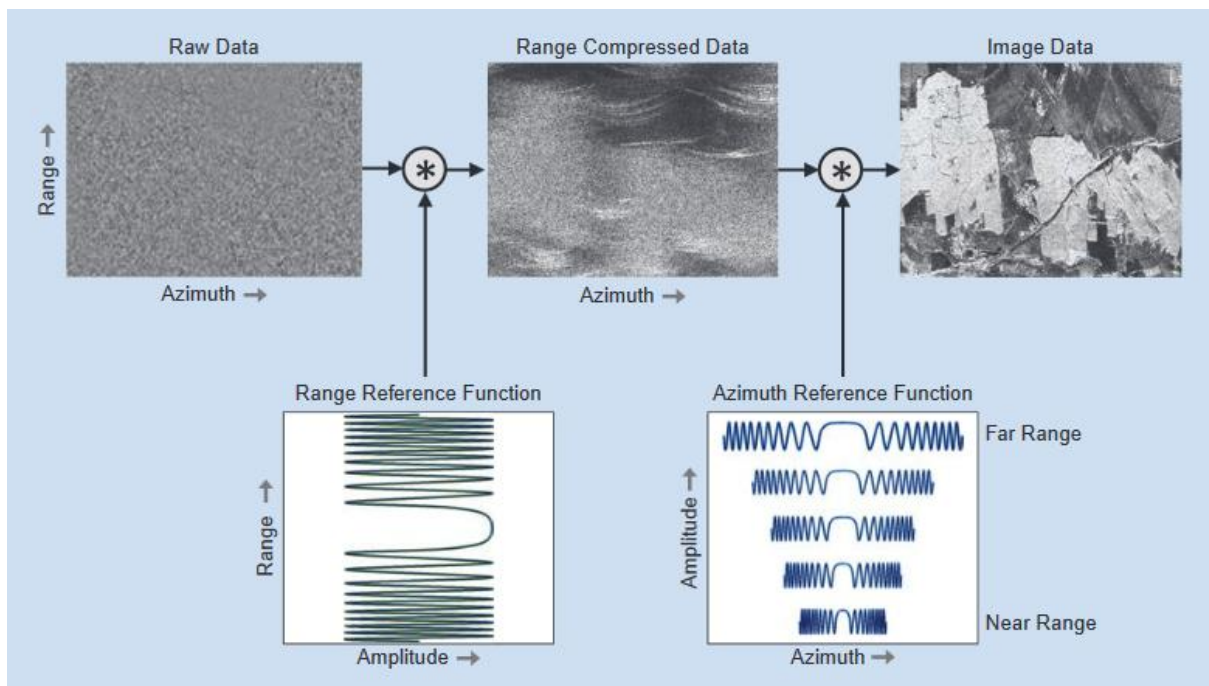 Raw Data
Range Compressed Data
Image Data
Range →
*
*
Azimuth →
Azimuth →
Range Reference Function
Azimuth Reference Function
Range →
Amplitude →
Far Range
Near Range
Amplitude →
Azimuth →